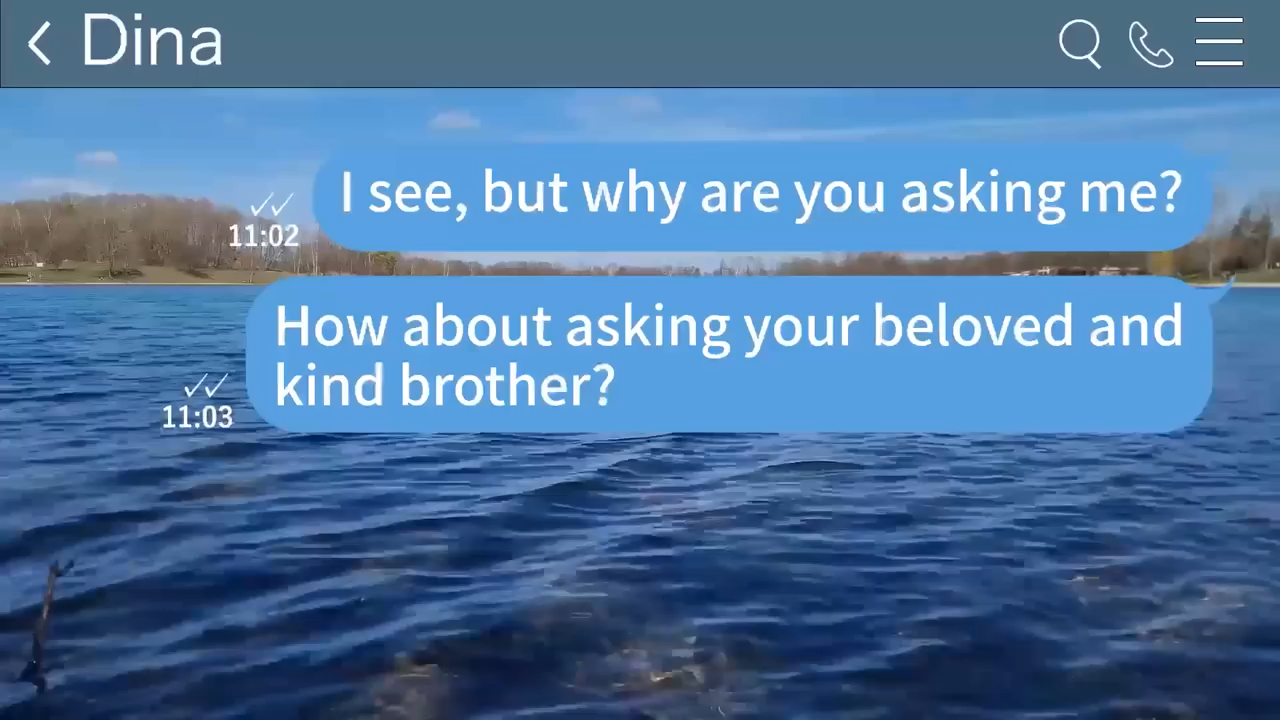 Dina
I see, but why are you asking me?
11:02
How about asking your beloved and
kind brother?
11:03